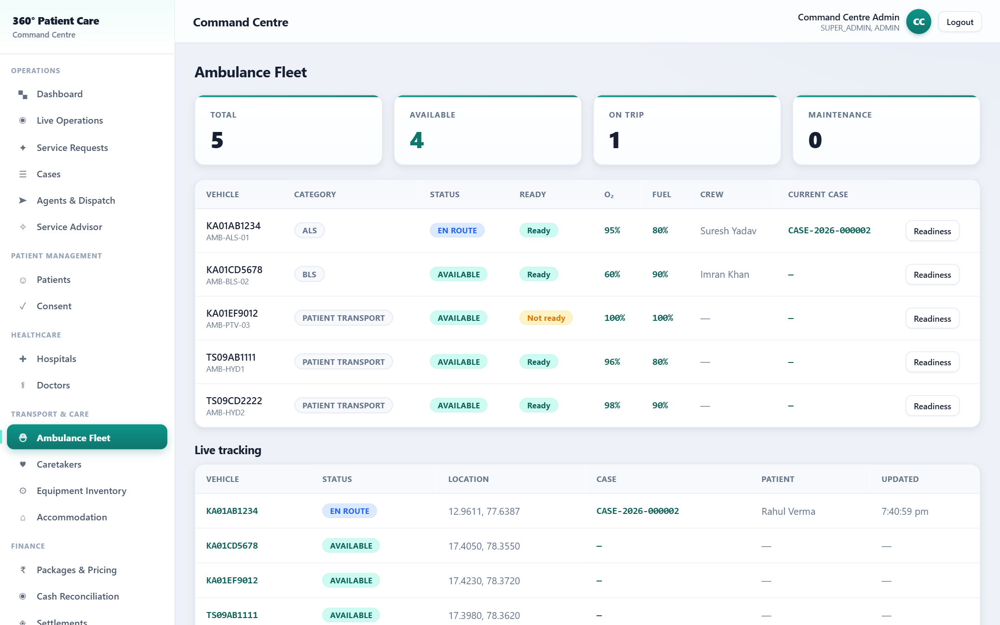 360° Patient Care
Command Centre
OPERATIONS
Dashboard
Live Operations
Service Requests
Cases
Agents & Dispatch
Service Advisor
PATIENT MANAGEMENT
Patients
Consent
HEALTHCARE
Hospitals
Doctors
TRANSPORT & CARE
Ambulance Fleet
Caretakers
Equipment Inventory
Accommodation
FINANCE
₹ Packages & Pricing
Cash Reconciliation
Settlements
Command Centre
Command Centre Admin
SUPER_ADMIN, ADMIN
CC
Logout
Ambulance Fleet
TOTAL
5
AVAILABLE
4
ON TRIP
1
MAINTENANCE
0
VEHICLE CATEGORY STATUS READY O₂ FUEL CREW CURRENT CASE
KA01AB1234 ALS EN ROUTE Ready 95% 80% Suresh Yadav CASE-2026-000002 Readiness
AMB-ALS-01
KA01CD5678 BLS AVAILABLE Ready 60% 90% Imran Khan – Readiness
AMB-BLS-02
KA01EF9012 PATIENT TRANSPORT AVAILABLE Not ready 100% 100% — – Readiness
AMB-PTV-03
TS09AB1111 PATIENT TRANSPORT AVAILABLE Ready 96% 80% — – Readiness
AMB-HYD1
TS09CD2222 PATIENT TRANSPORT AVAILABLE Ready 98% 90% — – Readiness
AMB-HYD2
Live tracking
VEHICLE STATUS LOCATION CASE PATIENT UPDATED
KA01AB1234 EN ROUTE 12.9611, 77.6387 CASE-2026-000002 Rahul Verma 7:40:59 pm
KA01CD5678 AVAILABLE 17.4050, 78.3550 – — —
KA01EF9012 AVAILABLE 17.4230, 78.3720 – — —
TS09AB1111 AVAILABLE 17.3980, 78.3620 – — —